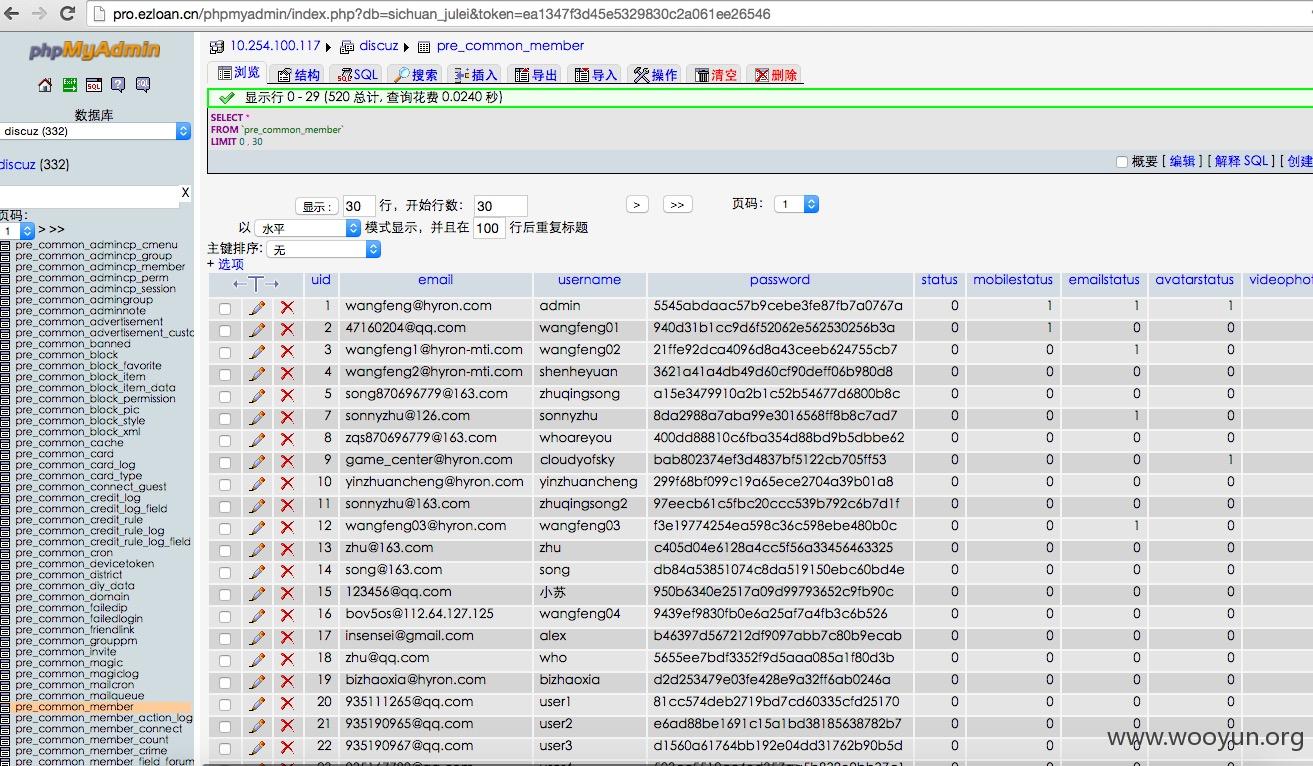 pro.ezloan.cn/phpmyadmin/index.php?db=sichuan_julei&token=ea1347f3d45e5329830c2a061ee26546
phpMyAdmin
数据库
discuz (332)
discuz (332)
X
页码:
1 > >>
pre_common_admincp_cmenu
pre_common_admincp_group
pre_common_admincp_member
pre_common_admincp_perm
pre_common_admincp_session
pre_common_admingroup
pre_common_adminnote
pre_common_advertisement
pre_common_advertisement_custo
pre_common_banned
pre_common_block
pre_common_block_favorite
pre_common_block_item
pre_common_block_item_data
pre_common_block_permission
pre_common_block_pic
pre_common_block_style
pre_common_block_xml
pre_common_cache
pre_common_card
pre_common_card_log
pre_common_card_type
pre_common_connect_guest
pre_common_credit_log
pre_common_credit_log_field
pre_common_credit_rule
pre_common_credit_rule_log
pre_common_credit_rule_log_field
pre_common_cron
pre_common_devicetoken
pre_common_district
pre_common_diy_data
pre_common_domain
pre_common_failedip
pre_common_failedlogin
pre_common_friendlink
pre_common_grouppm
pre_common_invite
pre_common_magic
pre_common_magiclog
pre_common_mailcron
pre_common_mailqueue
pre_common_member
pre_common_member_action_log
pre_common_member_connect
pre_common_member_count
pre_common_member_crime
pre_common_member_field_forum
10.254.100.117 ▸ discuz ▸ pre_common_member
浏览 结构 SQL 搜索 插入 导出 导入 操作 清空 删除
显示行 0 - 29 (520 总计, 查询花费 0.0240 秒)
SELECT *
FROM `pre_common_member`
LIMIT 0 , 30
概要 [ 编辑 ] [ 解释 SQL ] [ 创建
显示 : 30 行，开始行数: 30 > >> 页码: 1
以 水平 模式显示，并且在 100 行后重复标题
主键排序: 无
+ 选项
←T→ uid email username password status mobilestatus emailstatus avatarstatus videophot
1 wangfeng@hyron.com admin 5545abdaac57b9cebe3fe87fb7a0767a 0 1 1 1
2 47160204@qq.com wangfeng01 940d31b1cc9d6f52062e562530256b3a 0 1 0 0
3 wangfeng1@hyron-mti.com wangfeng02 21ffe92dca4096d8a43ceeb624755cb7 0 0 1 0
4 wangfeng2@hyron-mti.com shenheyuan 3621a41a4db49d60cf90deff06b980d8 0 0 0 0
5 song870696779@163.com zhuqingsong a15e3479910a2b1c52b54677d6800b8c 0 0 0 0
7 sonnyzhu@126.com sonnyzhu 8da2988a7aba99e3016568ff8b8c7ad7 0 0 1 0
8 zqs870696779@163.com whoareyou 400dd88810c6fba354d88bd9b5dbbe62 0 0 0 0
9 game_center@hyron.com cloudyofsky bab802374ef3d4837bf5122cb705ff53 0 0 0 1
10 yinzhuancheng@hyron.com yinzhuancheng 299f68bf099c19a65ece2704a39b01a8 0 0 0 0
11 sonnyzhu@163.com zhuqingsong2 97eecb61c5fbc20ccc539b792c6b7d1f 0 0 0 0
12 wangfeng03@hyron.com wangfeng03 f3e19774254ea598c36c598ebe480b0c 0 0 1 0
13 zhu@163.com zhu c405d04e6128a4cc5f56a33456463325 0 0 0 0
14 song@163.com song db84a53851074c8da519150ebc60bd4e 0 0 0 0
15 123456@qq.com 小苏 950b6340e2517a09d99793652c9fb90c 0 0 0 0
16 bov5os@112.64.127.125 wangfeng04 9439ef9830fb0e6a25af7a4fb3c6b526 0 0 0 0
17 insensei@gmail.com alex b46397d567212df9097abb7c80b9ecab 0 0 0 0
18 zhu@qq.com who 5655ee7bdf3352f9d5aaa085a1f80d3b 0 0 0 0
19 bizhaoxia@hyron.com bizhaoxia d2d253479e03fe428e9a32ff6ab0246a 0 0 0 0
20 935111265@qq.com user1 81cc574deb2719bd7cd60335cfd25170 0 0 0 0
21 935190965@qq.com user2 e6ad88be1691c15a1bd38185638782b7 0 0 0 0
22 935190967@qq.com user3 d1560a61764bb192e04dd31762b90b5d 0 0 0 0
www.wooyun.org